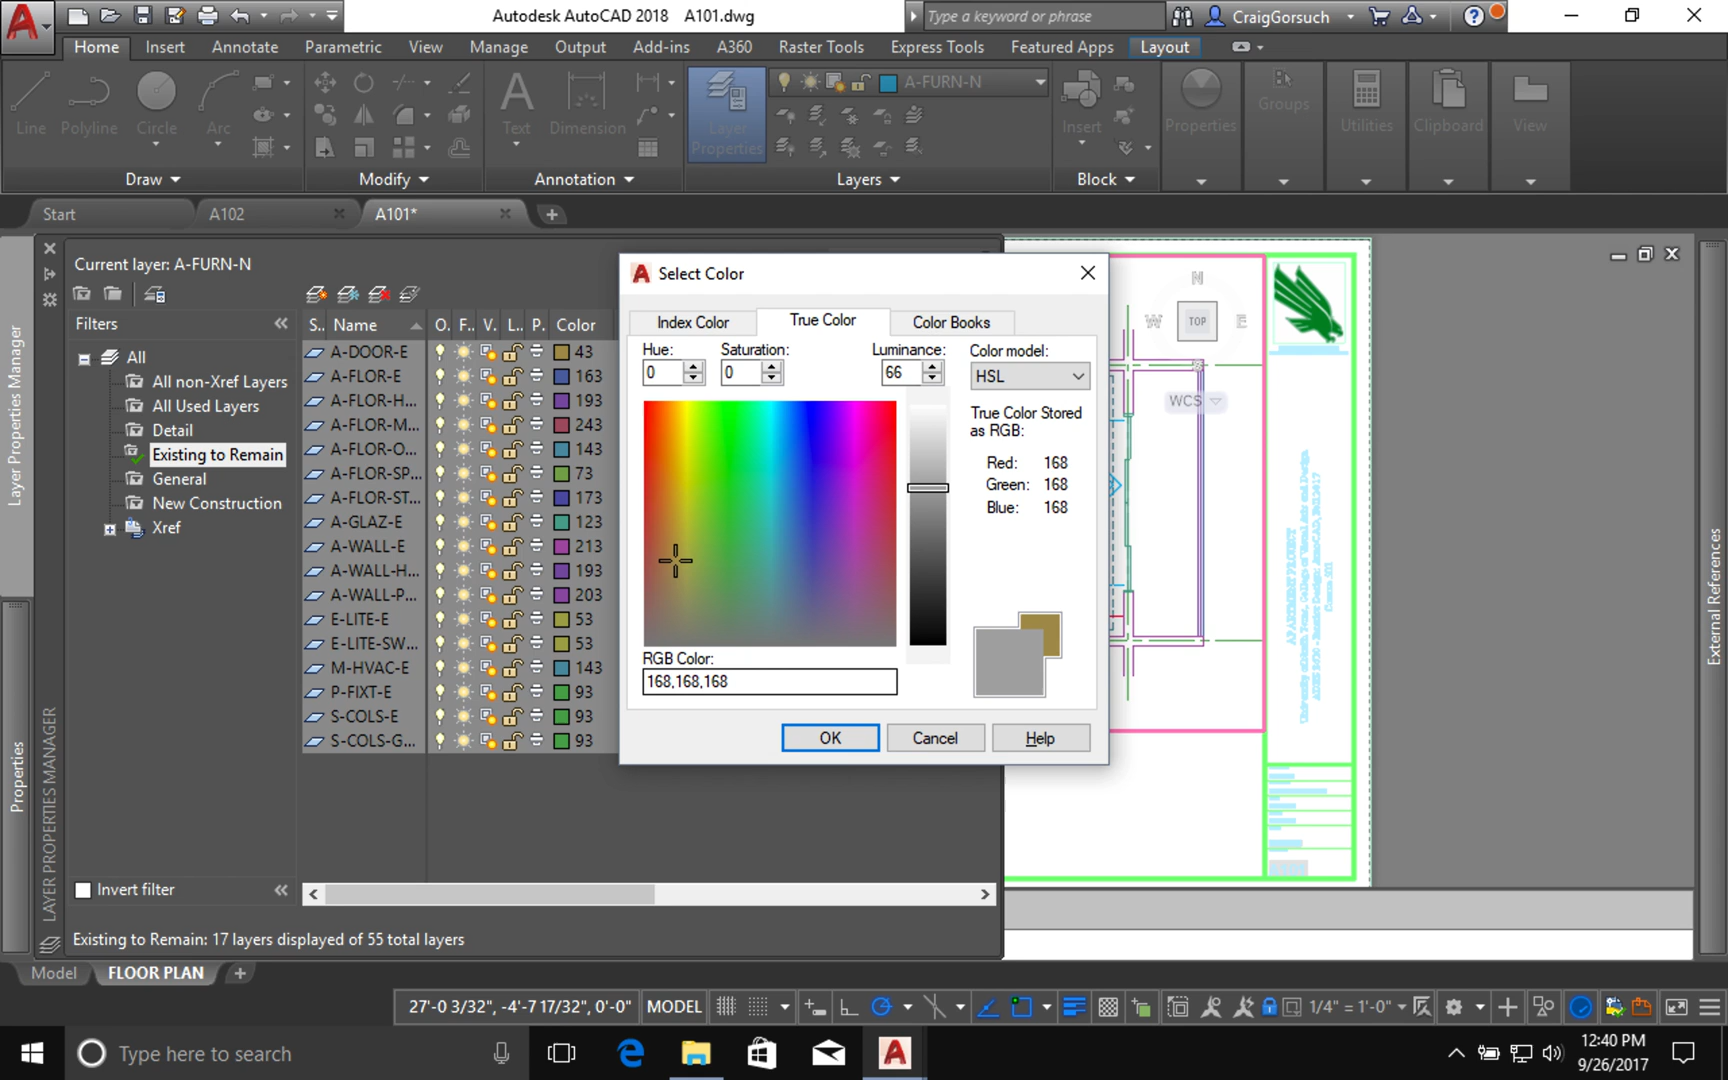 Autodesk AutoCAD 2018 A101.dwg
Type a keyword or phrase
CraigGorsuch
Home Insert Annotate Parametric View Manage Output Add-ins A360 Raster Tools Express Tools Featured Apps Layout
A-FURN-N
Line Polyline Circle Arc Text Dimension Layer Properties Insert Properties Groups Utilities Clipboard View
Draw Modify Annotation Layers Block
Start A102 A101*
Current layer: A-FURN-N
Filters
All
All non-Xref Layers
All Used Layers
Detail
Existing to Remain
General
New Construction
Xref
Invert filter
S.. Name O. F.. V. L.. P. Color
A-DOOR-E 43
A-FLOR-E 163
A-FLOR-H... 193
A-FLOR-M... 243
A-FLOR-O... 143
A-FLOR-SP... 73
A-FLOR-ST... 173
A-GLAZ-E 123
A-WALL-E 213
A-WALL-H... 193
A-WALL-P... 203
E-LITE-E 53
E-LITE-SW... 53
M-HVAC-E 143
P-FIXT-E 93
S-COLS-E 93
S-COLS-G... 93
Existing to Remain: 17 layers displayed of 55 total layers
Layer Properties Manager
Properties
LAYER PROPERTIES MANAGER
Select Color
Index Color True Color Color Books
Hue: Saturation: Luminance: Color model:
0 0 66 HSL
True Color Stored
as RGB:
Red: 168
Green: 168
Blue: 168
RGB Color:
168,168,168
OK Cancel Help
N
W TOP E
WCS
External References
Model FLOOR PLAN
27'-0 3/32", -4'-7 17/32", 0'-0" MODEL 1/4" = 1'-0"
Type here to search
12:40 PM
9/26/2017